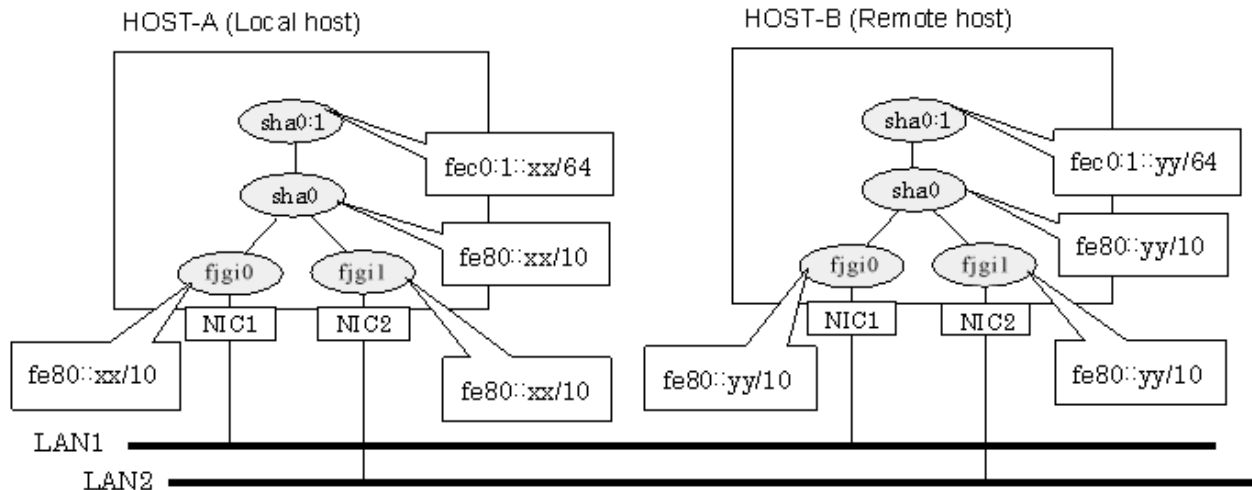 HOST-A (Local host)
HOST-B (Remote host)
sha0:1
fec0:1::xx/64
sha0
fe80::xx/10
fjgi0
fjgi1
NIC1
NIC2
fe80::xx/10
fe80::xx/10
sha0:1
fec0:1::yy/64
sha0
fe80::yy/10
fjgi0
fjgi1
NIC1
NIC2
fe80::yy/10
fe80::yy/10
LAN1
LAN2